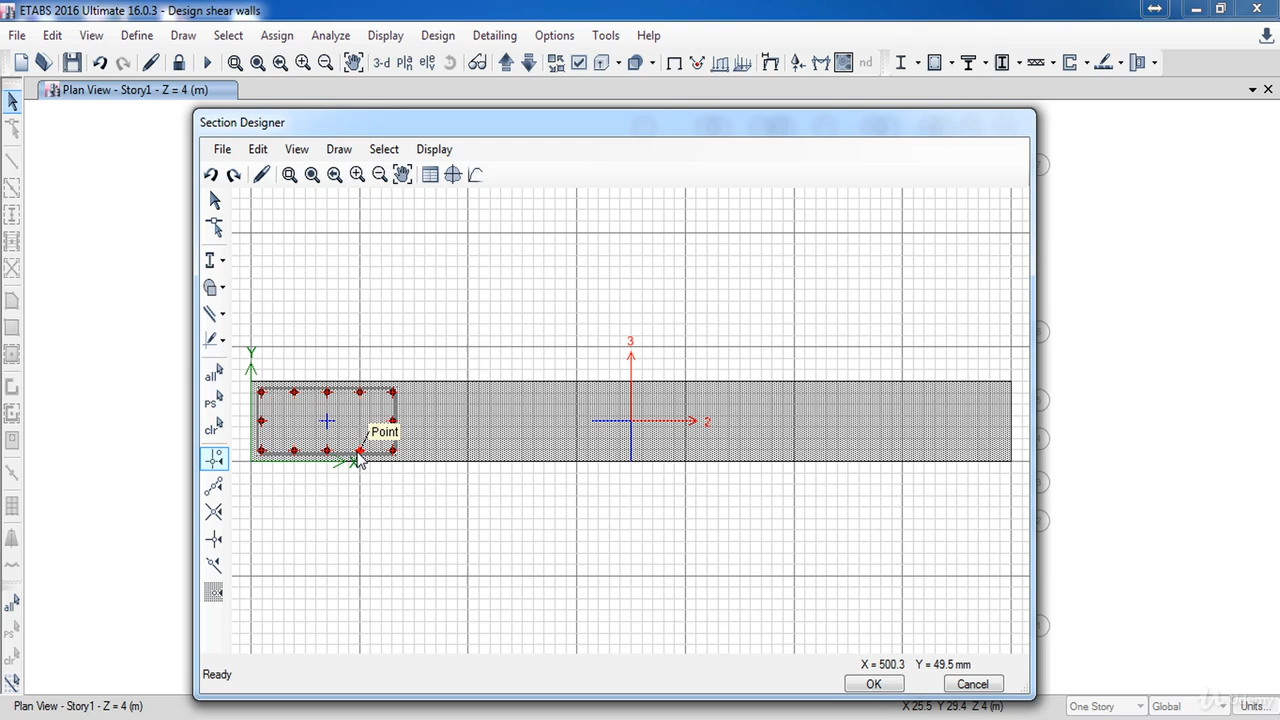 ETABS 2016 Ultimate 16.0.3 - Design shear walls
File Edit View Define Draw Select Assign Analyze Display Design Detailing Options Tools Help
3-d
nd
Plan View - Story1 - Z = 4 (m)
Section Designer
File Edit View Draw Select Display
all
ps
clr
Y
X
3
2
Point
all
ps
clr
X = 500.3 Y = 49.5 mm
Ready
OK Cancel
Plan View - Story1 - Z = 4 (m)
X 25.5 Y 29.4 Z 4 (m)
One Story
Global
Units...